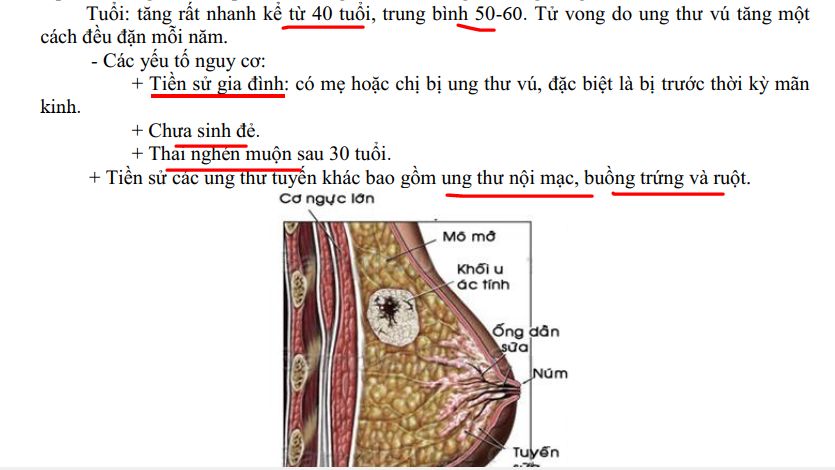 Tuổi: tăng rất nhanh kể từ 40 tuổi, trung bình 50-60. Tử vong do ung thư vú tăng một
cách đều đặn mỗi năm.
- Các yếu tố nguy cơ:
+ Tiền sử gia đình: có mẹ hoặc chị bị ung thư vú, đặc biệt là bị trước thời kỳ mãn
kinh.
+ Chưa sinh đẻ.
+ Thai nghén muộn sau 30 tuổi.
+ Tiền sử các ung thư tuyến khác bao gồm ung thư nội mạc, buồng trứng và ruột.
Cơ ngực lớn
Mô mỡ
Khối u
ác tính
Ống dẫn
sữa
Núm
Tuyến